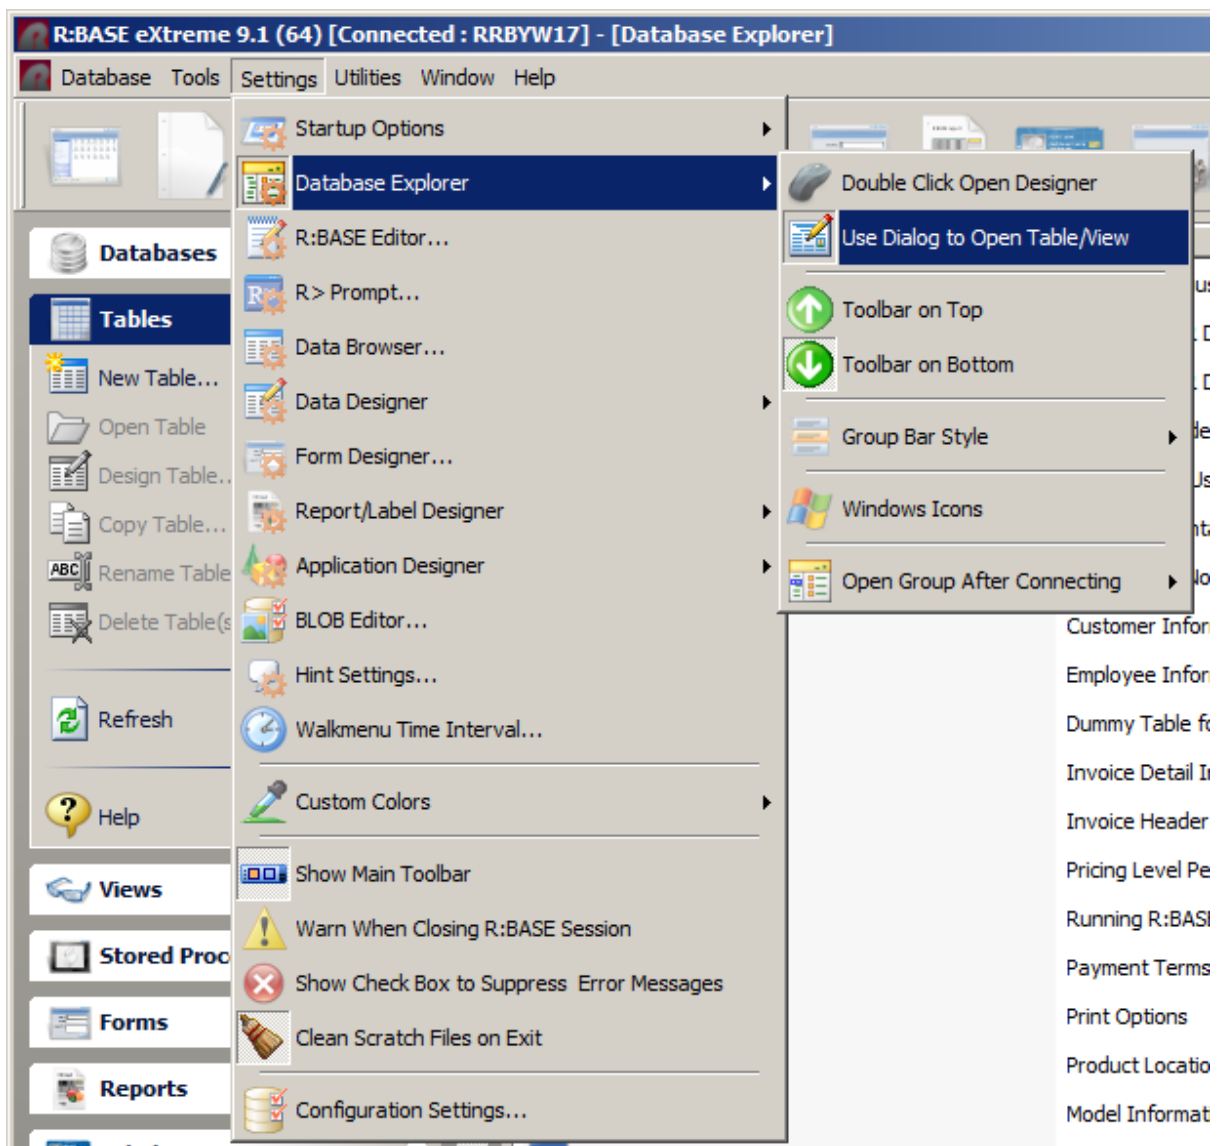 R:BASE eXtreme 9.1 (64) [Connected : RRBYW17] - [Database Explorer]
Database Tools Settings Utilities Window Help
Startup Options
Database Explorer
R:BASE Editor...
R> Prompt...
Data Browser...
Data Designer
Form Designer...
Report/Label Designer
Application Designer
BLOB Editor...
Hint Settings...
Walkmenu Time Interval...
Custom Colors
Show Main Toolbar
Warn When Closing R:BASE Session
Show Check Box to Suppress Error Messages
Clean Scratch Files on Exit
Configuration Settings...
Double Click Open Designer
Use Dialog to Open Table/View
Toolbar on Top
Toolbar on Bottom
Group Bar Style
Windows Icons
Open Group After Connecting
Databases
Tables
New Table...
Open Table
Design Table..
Copy Table...
ABC Rename Table
Delete Table(s
Refresh
Help
Views
Stored Proc
Forms
Reports
Customer Infor
Employee Infor
Dummy Table fo
Invoice Detail I
Invoice Header
Pricing Level Pe
Running R:BAS
Payment Terms
Print Options
Product Locatio
Model Informat